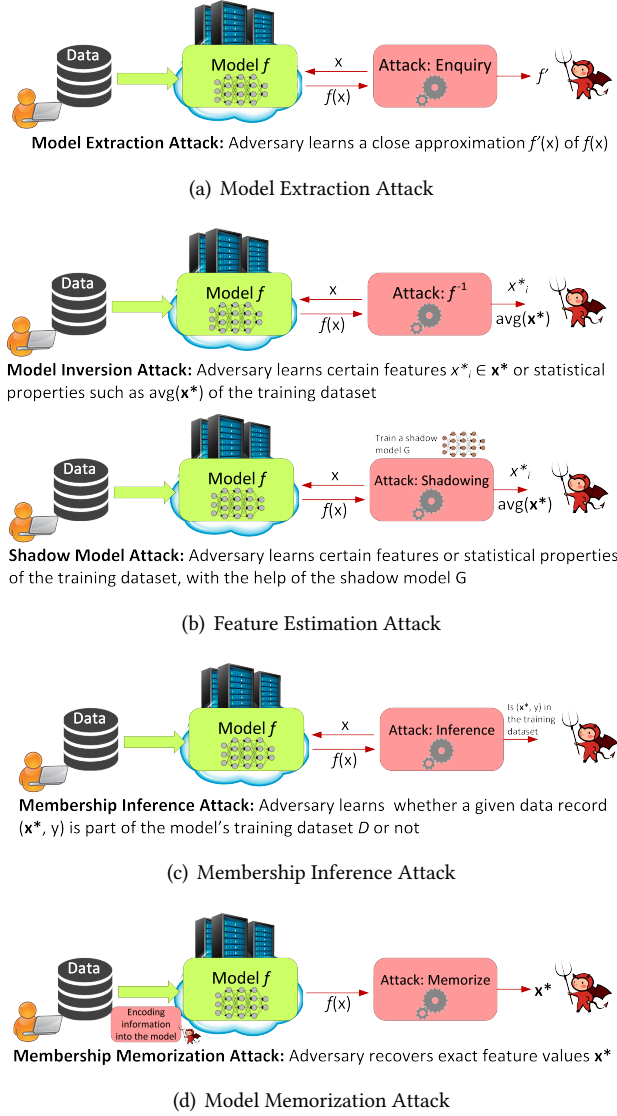 Data
Model f
x
f(x)
Attack: Enquiry
f'
Model Extraction Attack: Adversary learns a close approximation f'(x) of f(x)
(a) Model Extraction Attack
Data
Model f
x
f(x)
Attack: f⁻¹
x*ᵢ
avg(x*)
Model Inversion Attack: Adversary learns certain features x*ᵢ ∈ x* or statistical
properties such as avg(x*) of the training dataset
Train a shadow
model G
Data
Model f
x
f(x)
Attack: Shadowing
x*ᵢ
avg(x*)
Shadow Model Attack: Adversary learns certain features or statistical properties
of the training dataset, with the help of the shadow model G
(b) Feature Estimation Attack
Data
Model f
x
f(x)
Attack: Inference
Is (x*, y) in
the training
dataset
Membership Inference Attack: Adversary learns whether a given data record
(x*, y) is part of the model's training dataset D or not
(c) Membership Inference Attack
Data
Model f
f(x)
Attack: Memorize
x*
Encoding
information
into the model
Membership Memorization Attack: Adversary recovers exact feature values x*
(d) Model Memorization Attack